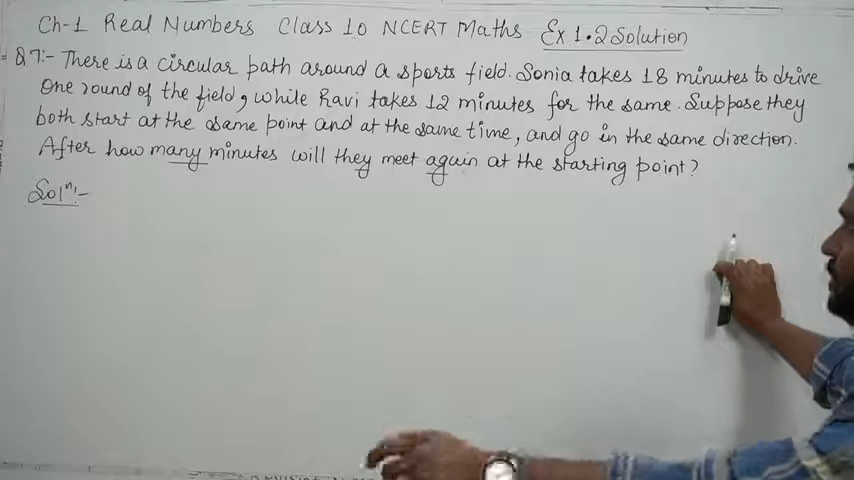 Ch-1 Real Numbers Class 10 NCERT Maths Ex 1.2 Solution
Q7:- There is a circular path around a sports field. Sonia takes 18 minutes to drive
One round of the field, while Ravi takes 12 minutes for the same. Suppose they
both start at the same point and at the same time, and go in the same direction.
After how many minutes will they meet again at the starting point?
Solⁿ:-